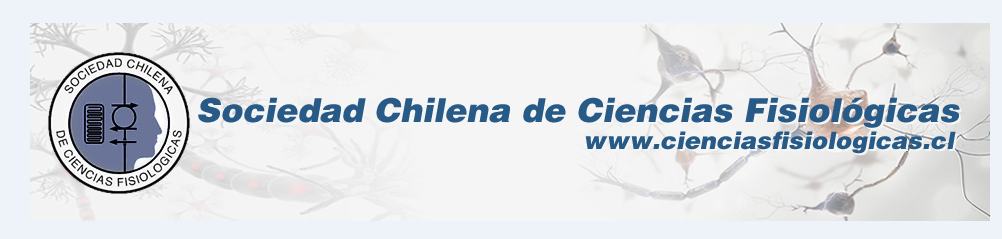 SOCIEDAD CHILENA
DE CIENCIAS FISIOLOGICAS
Sociedad Chilena de Ciencias Fisiológicas
www.cienciasfisiologicas.cl